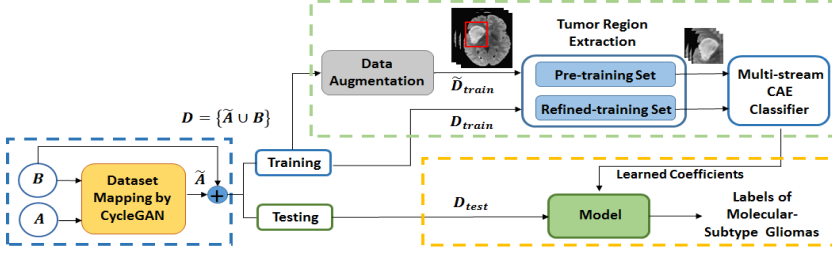 Tumor Region
Extraction
Data
Augmentation
D̃train
Pre-training Set
Refined-training Set
Multi-stream
CAE
Classifier
D = {Ã ∪ B}
Dtrain
B
A
Dataset
Mapping by
CycleGAN
Ã
+
Training
Testing
Dtest
Learned Coefficients
Model
Labels of
Molecular-
Subtype Gliomas